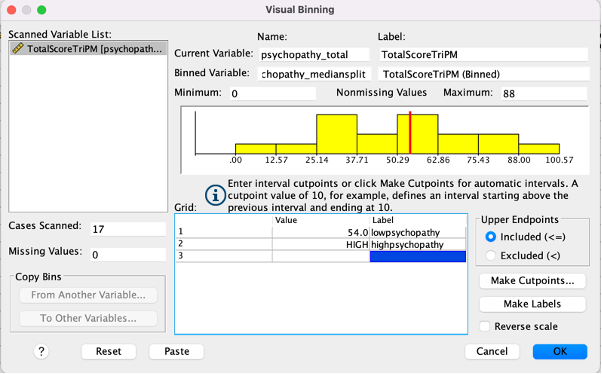 Visual Binning
Scanned Variable List:
TotalScoreTriPM [psychopath...
Name:
Label:
Current Variable:
psychopathy_total
TotalScoreTriPM
Binned Variable:
chopathy_mediansplit
TotalScoreTriPM (Binned)
Minimum:
0
Nonmissing Values
Maximum:
88
.00
12.57
25.14
37.71
50.29
62.86
75.43
88.00
100.57
Enter interval cutpoints or click Make Cutpoints for automatic intervals. A
cutpoint value of 10, for example, defines an interval starting above the
previous interval and ending at 10.
Grid:
Value
Label
1
54.0
lowpsychopathy
2
HIGH
highpsychopathy
3
Upper Endpoints
Included (<=)
Excluded (<)
Make Cutpoints...
Make Labels
Reverse scale
Cases Scanned:
17
Missing Values:
0
Copy Bins
From Another Variable...
To Other Variables...
?
Reset
Paste
Cancel
OK